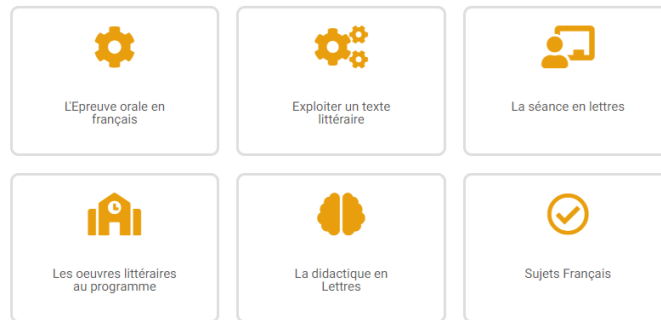 L'Epreuve orale en
français
Exploiter un texte
littéraire
La séance en lettres
Les oeuvres littéraires
au programme
La didactique en
Lettres
Sujets Français